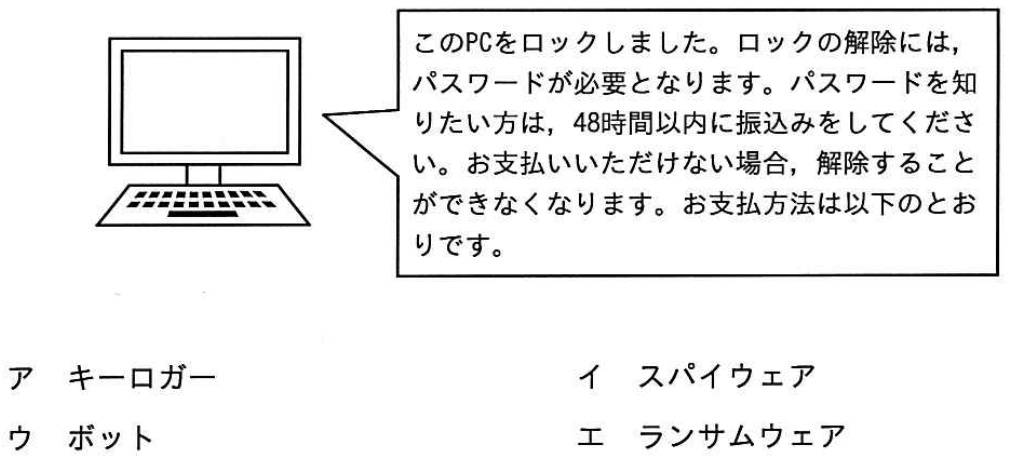 このPCをロックしました。ロックの解除には，
パスワードが必要となります。パスワードを知
りたい方は，48時間以内に振込みをしてくださ
い。お支払いいただけない場合，解除すること
ができなくなります。お支払方法は以下のとお
りです。
ア　キーロガー　イ　スパイウェア
ウ　ボット　エ　ランサムウェア